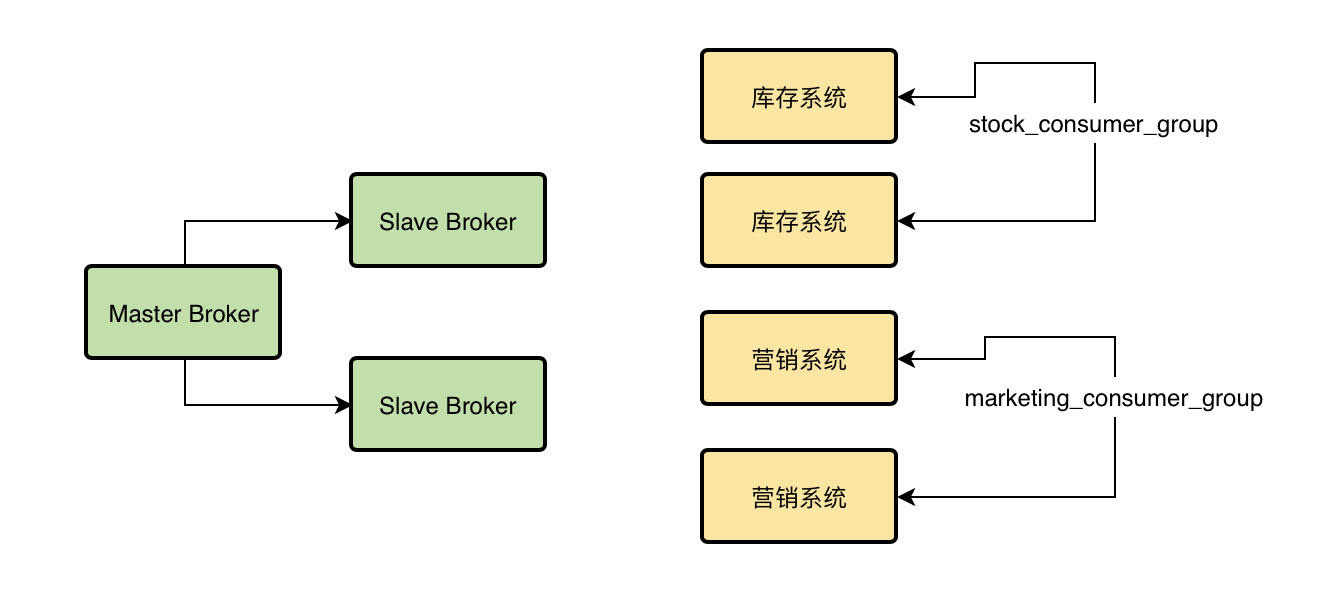 Master Broker
Slave Broker
Slave Broker
库存系统
库存系统
stock_consumer_group
营销系统
营销系统
marketing_consumer_group